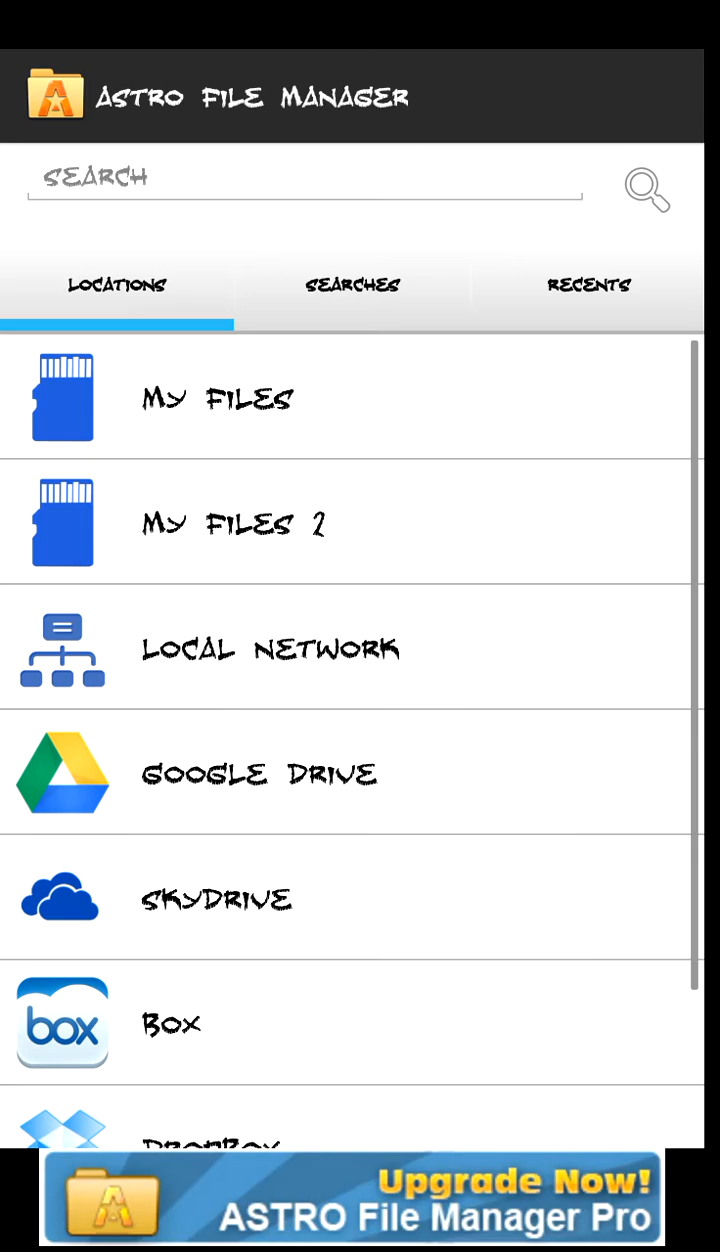 ASTRO FILE MANAGER
SEARCH
LOCATIONS SEARCHES RECENTS
MY FILES
MY FILES 2
LOCAL NETWORK
GOOGLE DRIVE
SKYDRIVE
box BOX
DROPBOX
Upgrade Now!
ASTRO File Manager Pro